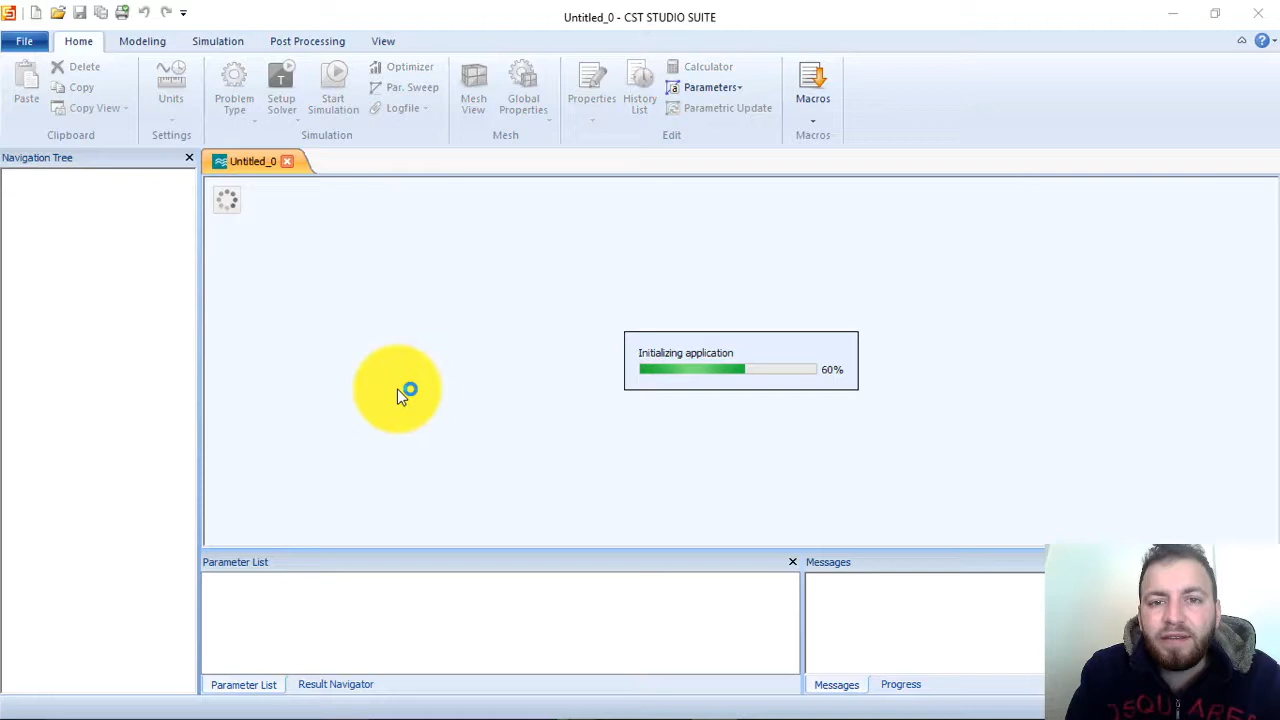 Untitled_0 - CST STUDIO SUITE
File Home Modeling Simulation Post Processing View
Paste
Delete
Copy
Copy View
Clipboard
Units
Settings
Problem Type
Setup Solver
Start Simulation
Optimizer
Par. Sweep
Logfile
Simulation
Mesh View
Global Properties
Mesh
Properties
History List
Calculator
Parameters
Parametric Update
Edit
Macros
Macros
Navigation Tree
Untitled_0
Initializing application
60%
Parameter List
Messages
Parameter List Result Navigator
Messages Progress